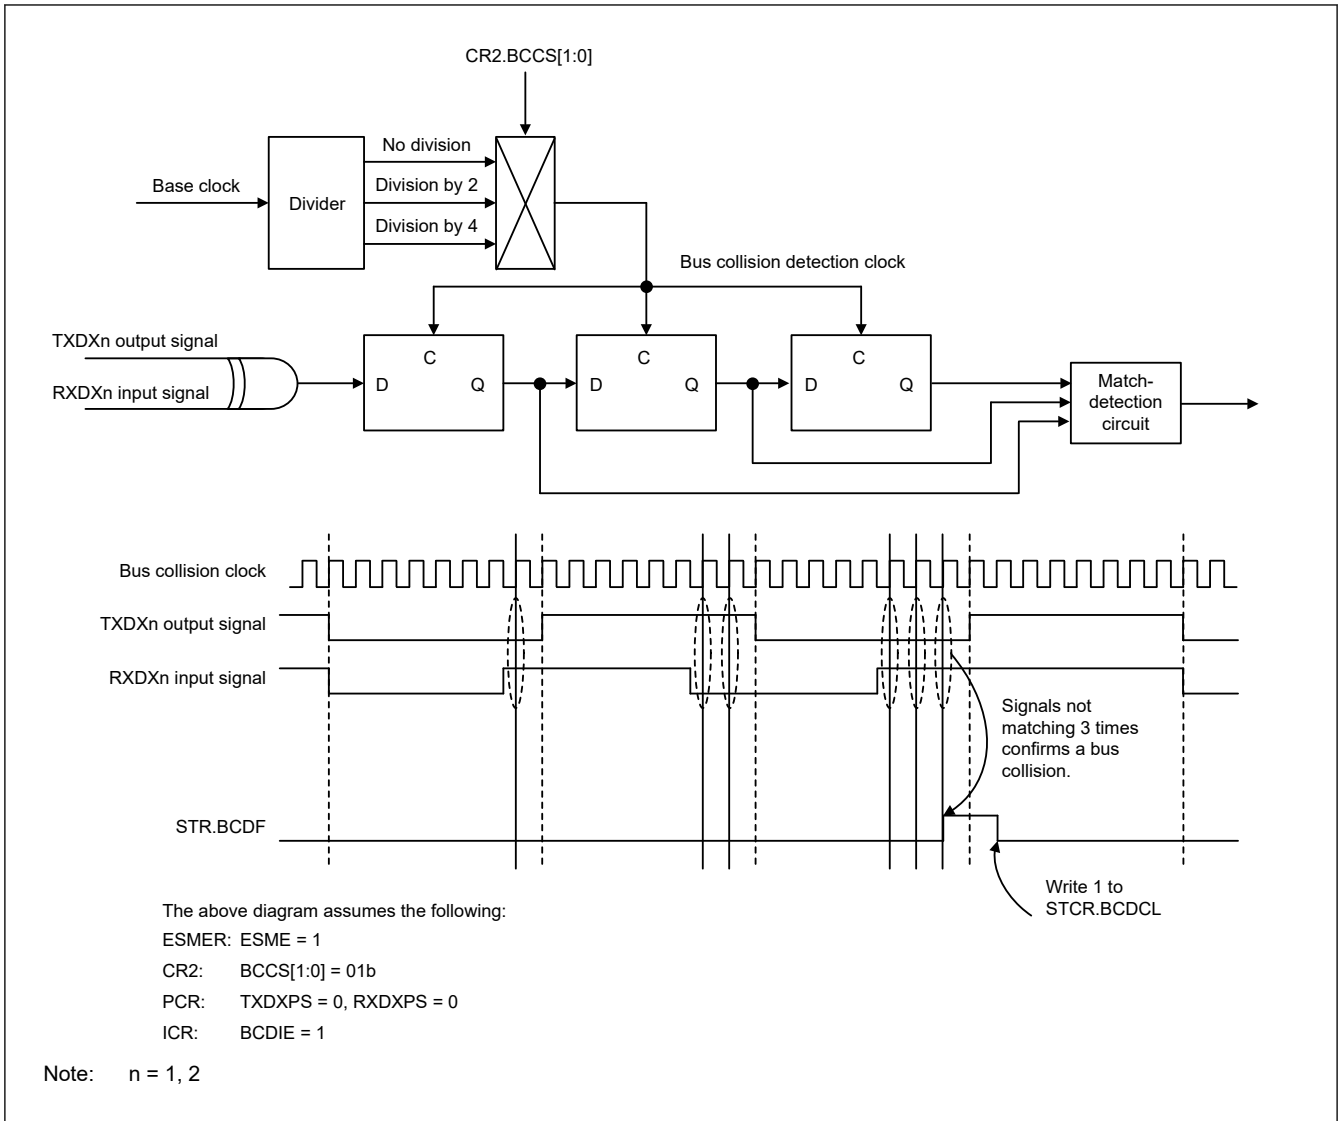 CR2.BCCS[1:0]
No division
Base clock
Division by 2
Divider
Division by 4
Bus collision detection clock
TXDXn output signal
RXDXn input signal
C
D
Q
C
D
Q
C
D
Q
Match-
detection
circuit
Bus collision clock
TXDXn output signal
RXDXn input signal
Signals not
matching 3 times
confirms a bus
collision.
STR.BCDF
Write 1 to
STCR.BCDCL
The above diagram assumes the following:
ESMER: ESME = 1
CR2: BCCS[1:0] = 01b
PCR: TXDXPS = 0, RXDXPS = 0
ICR: BCDIE = 1
Note: n = 1, 2